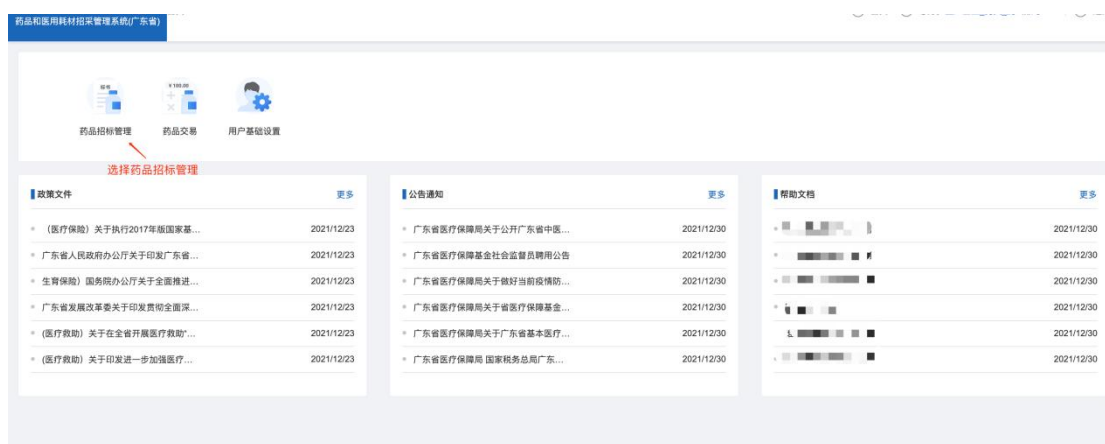 药品和医用耗材招采管理系统(广东省)
药品招标管理
¥100.00
药品交易
用户基础设置
选择药品招标管理
政策文件 更多
(医疗保险) 关于执行2017年版国家基... 2021/12/23
广东省人民政府办公厅关于印发广东省... 2021/12/23
生育保险) 国务院办公厅关于全面推进... 2021/12/23
广东省发展改革委关于印发贯彻全面深... 2021/12/23
(医疗救助) 关于在全省开展医疗救助“... 2021/12/23
(医疗救助) 关于印发进一步加强医疗... 2021/12/23
公告通知 更多
广东省医疗保障局关于公开广东省中医... 2021/12/30
广东省医疗保障基金社会监督员聘用公告 2021/12/30
广东省医疗保障局关于做好当前疫情防... 2021/12/30
广东省医疗保障局关于省医疗保障基金... 2021/12/30
广东省医疗保障局关于广东省基本医疗... 2021/12/30
广东省医疗保障局 国家税务总局广东... 2021/12/30
帮助文档 更多
2021/12/30
2021/12/30
2021/12/30
2021/12/30
2021/12/30
2021/12/30